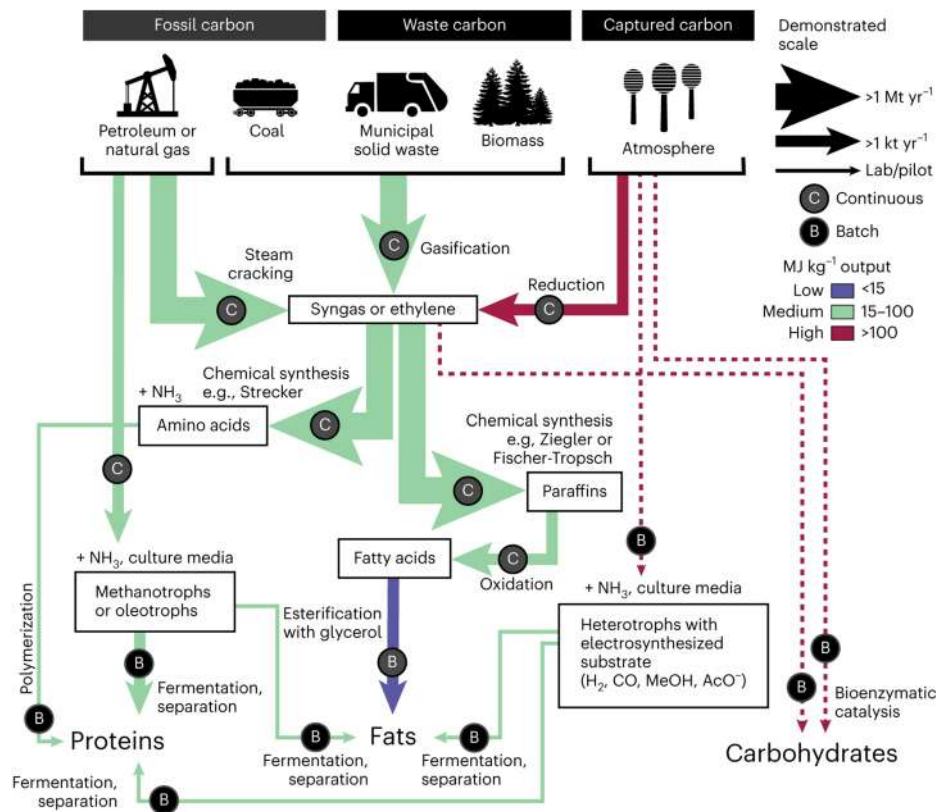 Fossil carbon
Waste carbon
Captured carbon
Demonstrated
scale
>1 Mt yr⁻¹
>1 kt yr⁻¹
Lab/pilot
C Continuous
B Batch
MJ kg⁻¹ output
Low <15
Medium 15–100
High >100
Petroleum or
natural gas
Coal
Municipal
solid waste
Biomass
Atmosphere
Steam
cracking
C
C
Gasification
Reduction
C
Syngas or ethylene
Chemical synthesis
e.g., Strecker
+ NH₃
Amino acids
C
Chemical synthesis
e.g, Ziegler or
Fischer-Tropsch
C
C
Paraffins
+ NH₃, culture media
Methanotrophs
or oleotrophs
Fatty acids
C
Oxidation
B
+ NH₃, culture media
Heterotrophs with
electrosynthesized
substrate
(H₂, CO, MeOH, AcO⁻)
Polymerization
Esterification
with glycerol
B
B
B
B
Bioenzymatic
catalysis
Fermentation,
separation
B
Proteins
B
Fats
B
Carbohydrates
Fermentation,
separation
Fermentation,
separation
Fermentation,
separation
B